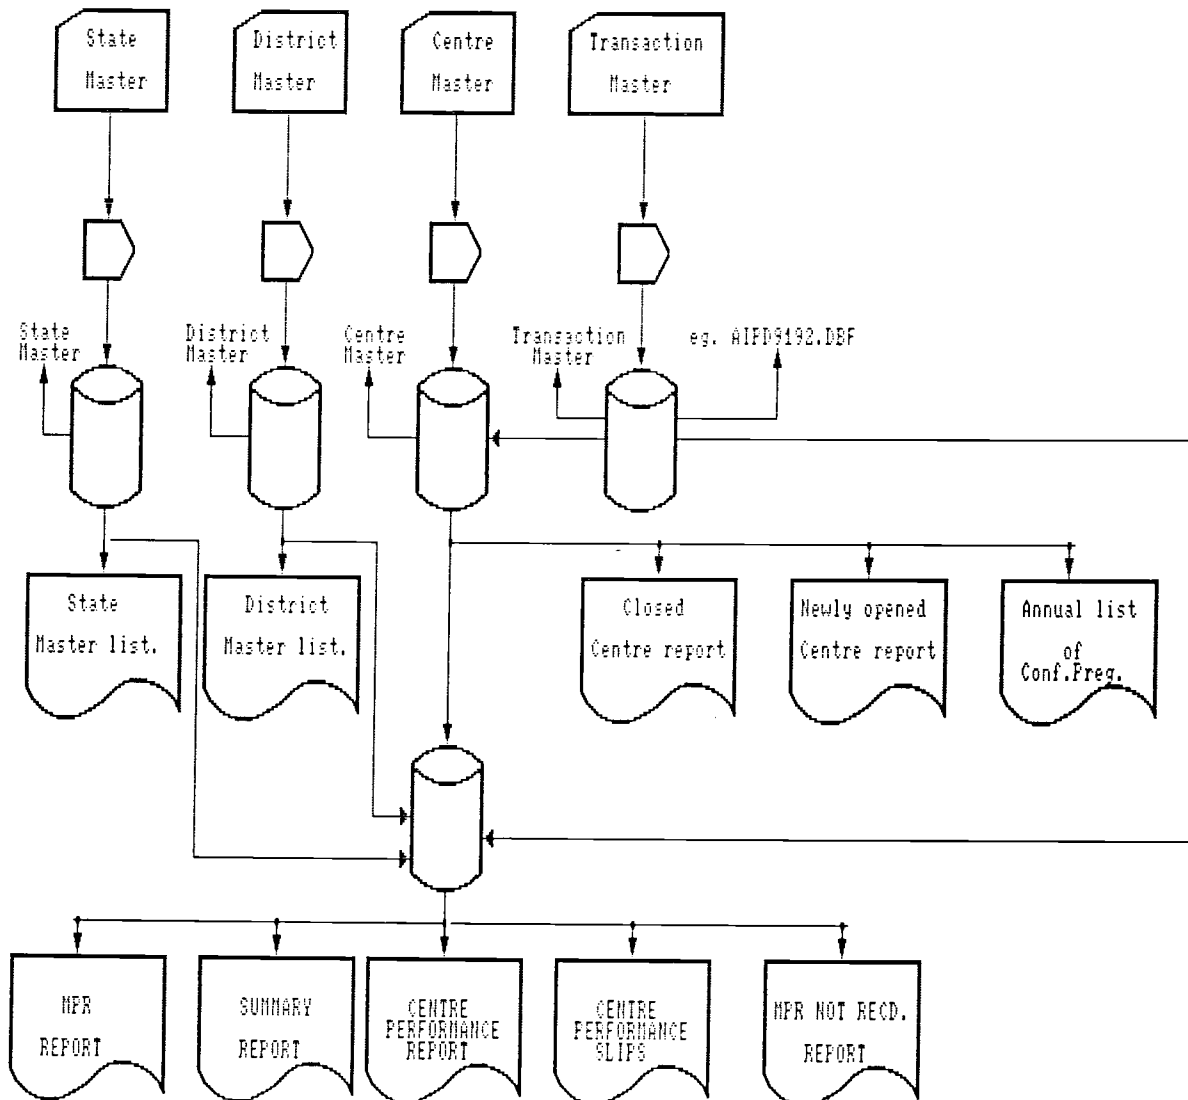 State
Master
District
Master
Centre
Master
Transaction
Master
State
Master
District
Master
Centre
Master
Transaction
Master
eg. AIPD9192.DBF
State
Master list.
District
Master list.
Closed
Centre report
Newly opened
Centre report
Annual list
of
Conf.Preg.
MPR
REPORT
SUMMARY
REPORT
CENTRE
PERFORMANCE
REPORT
CENTRE
PERFORMANCE
SLIPS
MPR NOT RECD.
REPORT